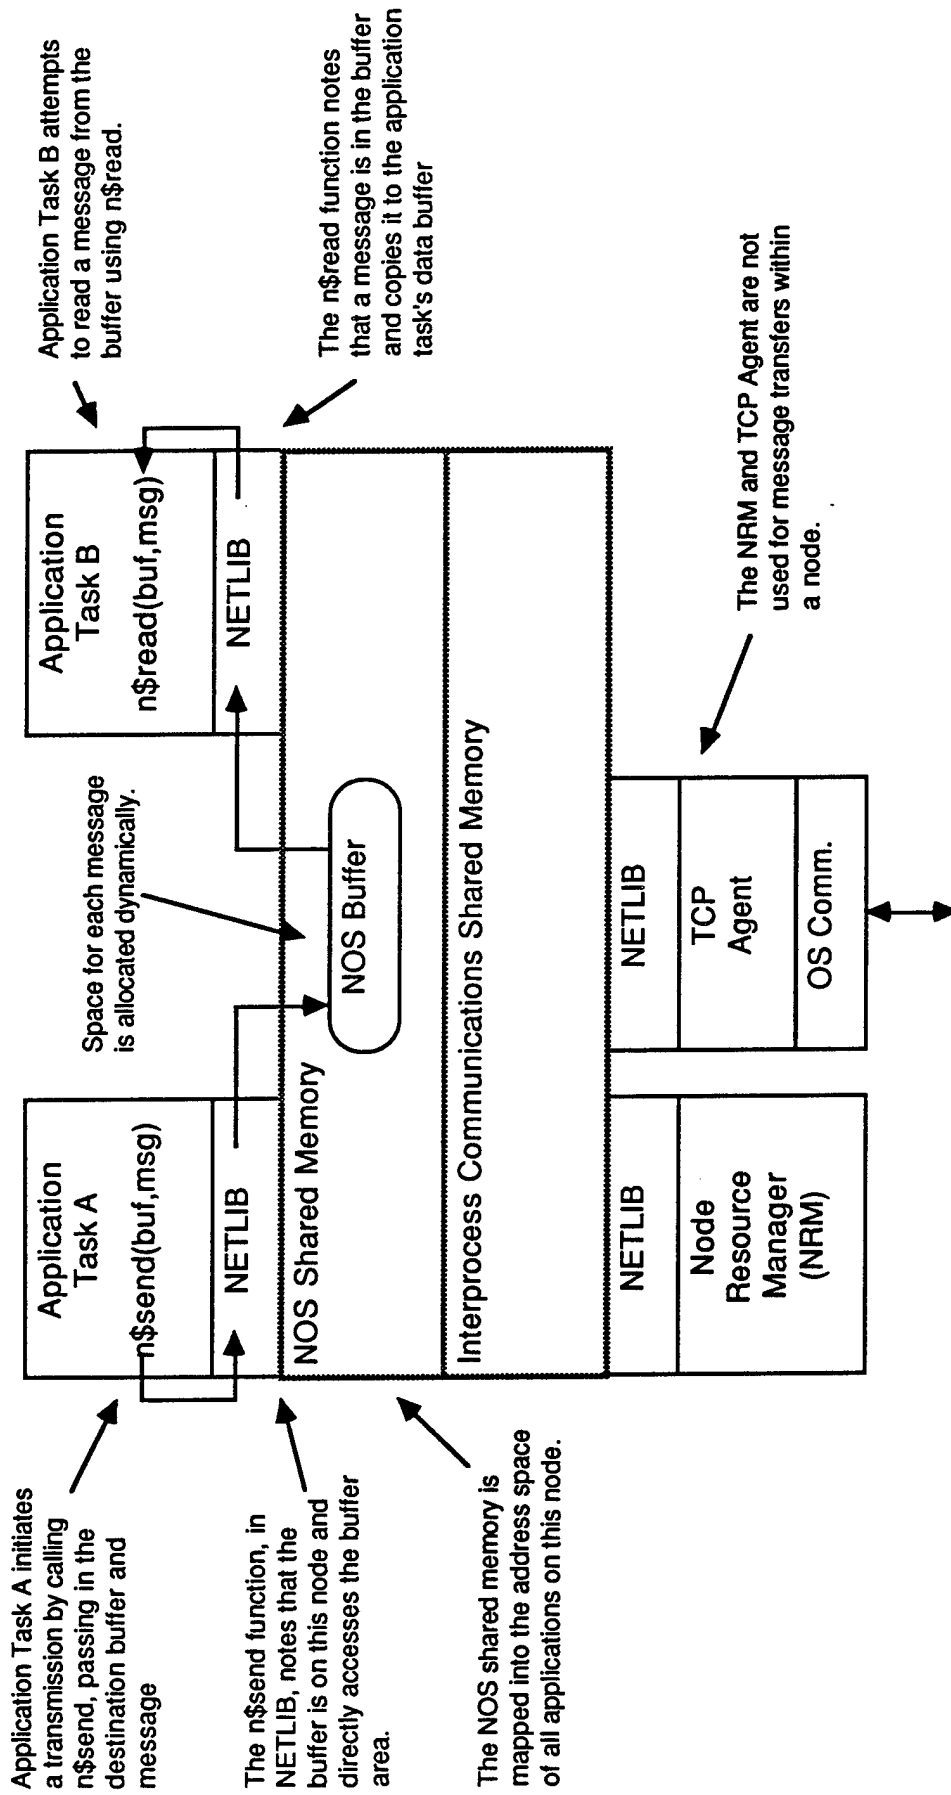 Application Task A initiates
a transmission by calling
n$send, passing in the
destination buffer and
message
The n$send function, in
NETLIB, notes that the
buffer is on this node and
directly accesses the buffer
area.
The NOS shared memory is
mapped into the address space
of all applications on this node.
Application
Task A
n$send(buf,msg)
NETLIB
Space for each message
is allocated dynamically.
Application
Task B
n$read(buf,msg)
NETLIB
Application Task B attempts
to read a message from the
buffer using n$read.
The n$read function notes
that a message is in the buffer
and copies it to the application
task's data buffer
NOS Shared Memory
NOS Buffer
Interprocess Communications Shared Memory
NETLIB
Node
Resource
Manager
(NRM)
NETLIB
TCP
Agent
OS Comm.
The NRM and TCP Agent are not
used for message transfers within
a node.